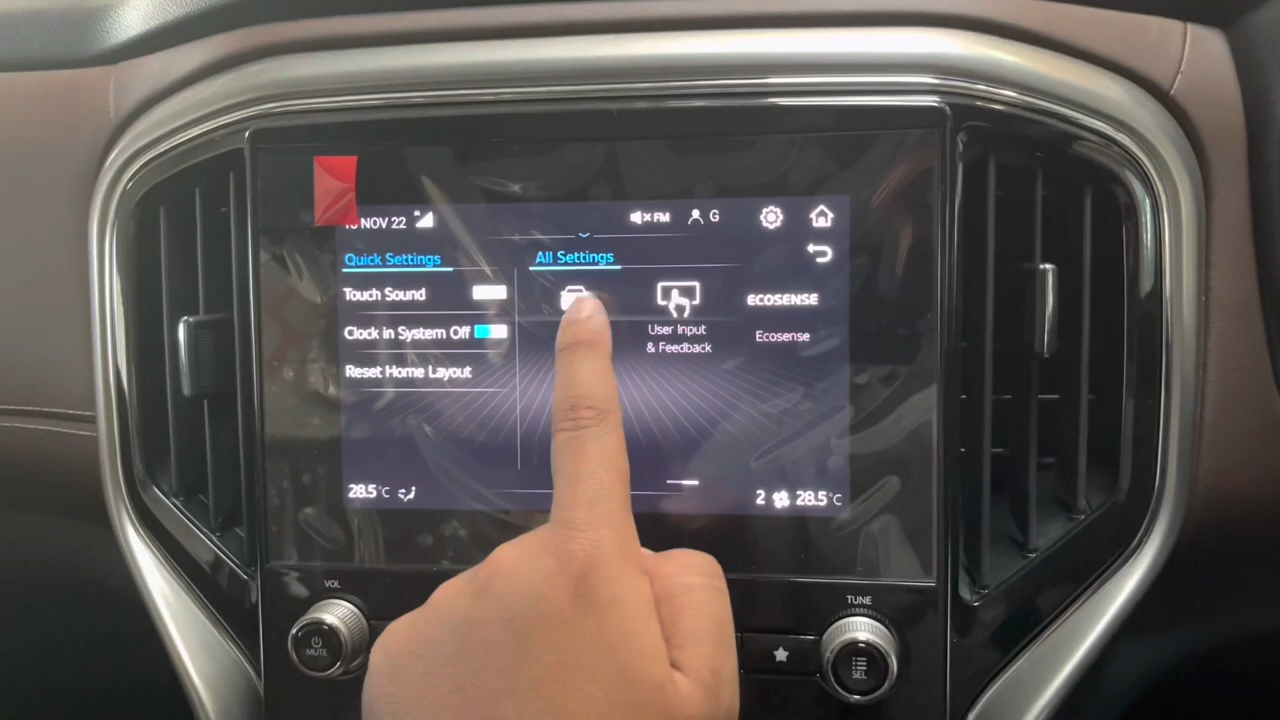 NOV 22
FM
G
Quick Settings
All Settings
Touch Sound
Clock in System Off
Reset Home Layout
User Input
& Feedback
ECOSENSE
Ecosense
28.5°C
2
28.5°C
VOL
MUTE
TUNE
SEL